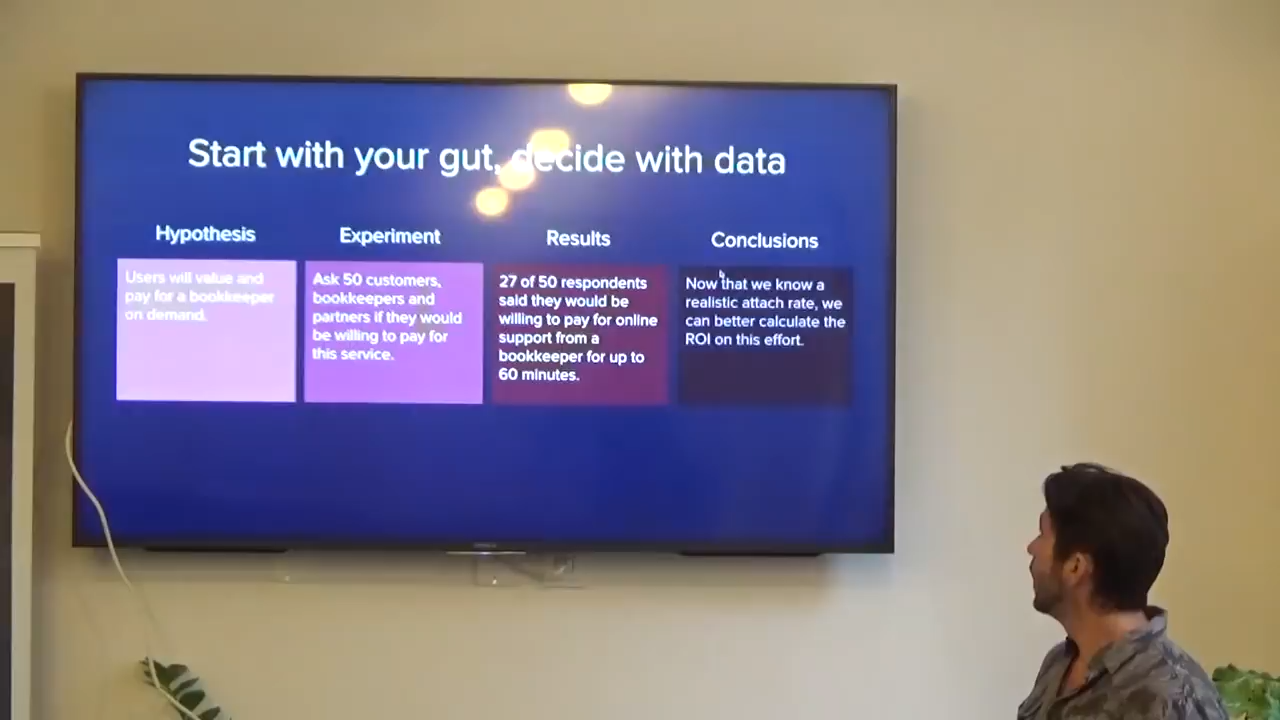 Start with your gut, decide with data
Hypothesis
Users will value and
pay for a bookkeeper
on demand.
Experiment
Ask 50 customers,
bookkeepers and
partners if they would
be willing to pay for
this service.
Results
27 of 50 respondents
said they would be
willing to pay for online
support from a
bookkeeper for up to
60 minutes.
Conclusions
Now that we know a
realistic attach rate, we
can better calculate the
ROI on this effort.